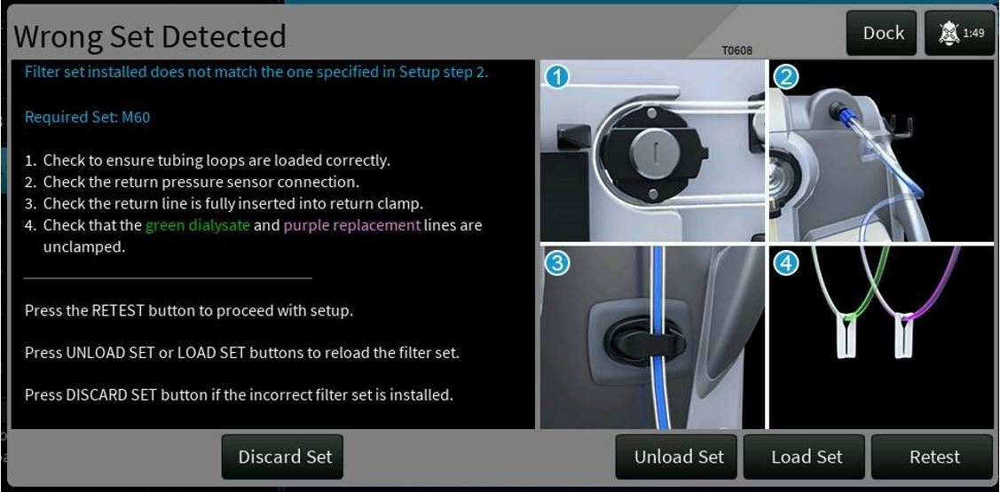 Wrong Set Detected
T0608
Dock
1:49
Filter set installed does not match the one specified in Setup step 2.
Required Set: M60
1. Check to ensure tubing loops are loaded correctly.
2. Check the return pressure sensor connection.
3. Check the return line is fully inserted into return clamp.
4. Check that the green dialysate and purple replacement lines are
unclamped.
Press the RETEST button to proceed with setup.
Press UNLOAD SET or LOAD SET buttons to reload the filter set.
Press DISCARD SET button if the incorrect filter set is installed.
1
2
3
4
Discard Set
Unload Set
Load Set
Retest